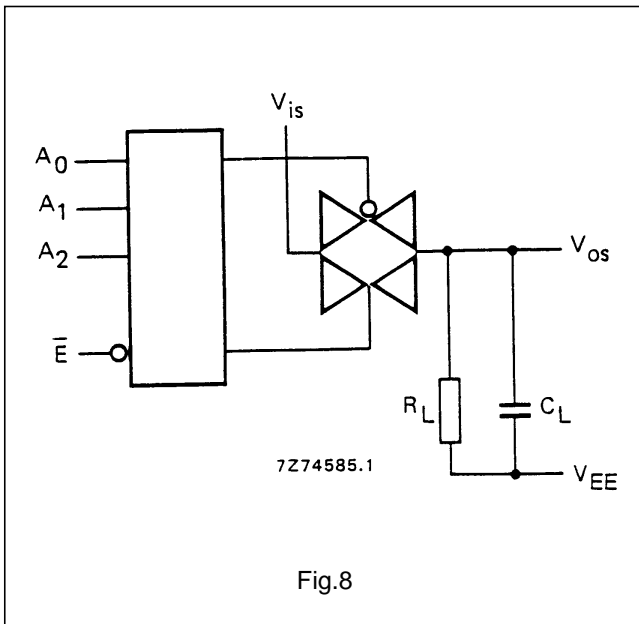 V_is
A_0
A_1
A_2
E̅
V_os
R_L
C_L
7Z74585.1
V_EE
Fig.8